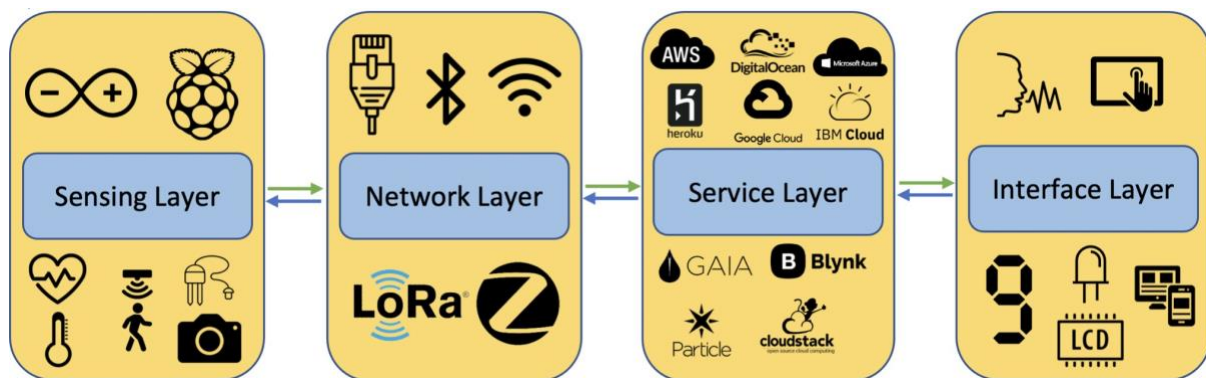 AWS
DigitalOcean
Microsoft Azure
heroku
Google Cloud
IBM Cloud
Sensing Layer
Network Layer
Service Layer
Interface Layer
LoRa®
GAIA
B Blynk
Particle
cloudstack
open source cloud computing
9
LCD